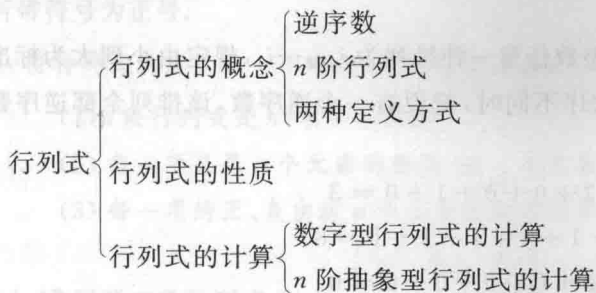 逆序数
行列式的概念
n 阶行列式
两种定义方式
行列式
行列式的性质
数字型行列式的计算
行列式的计算
n 阶抽象型行列式的计算